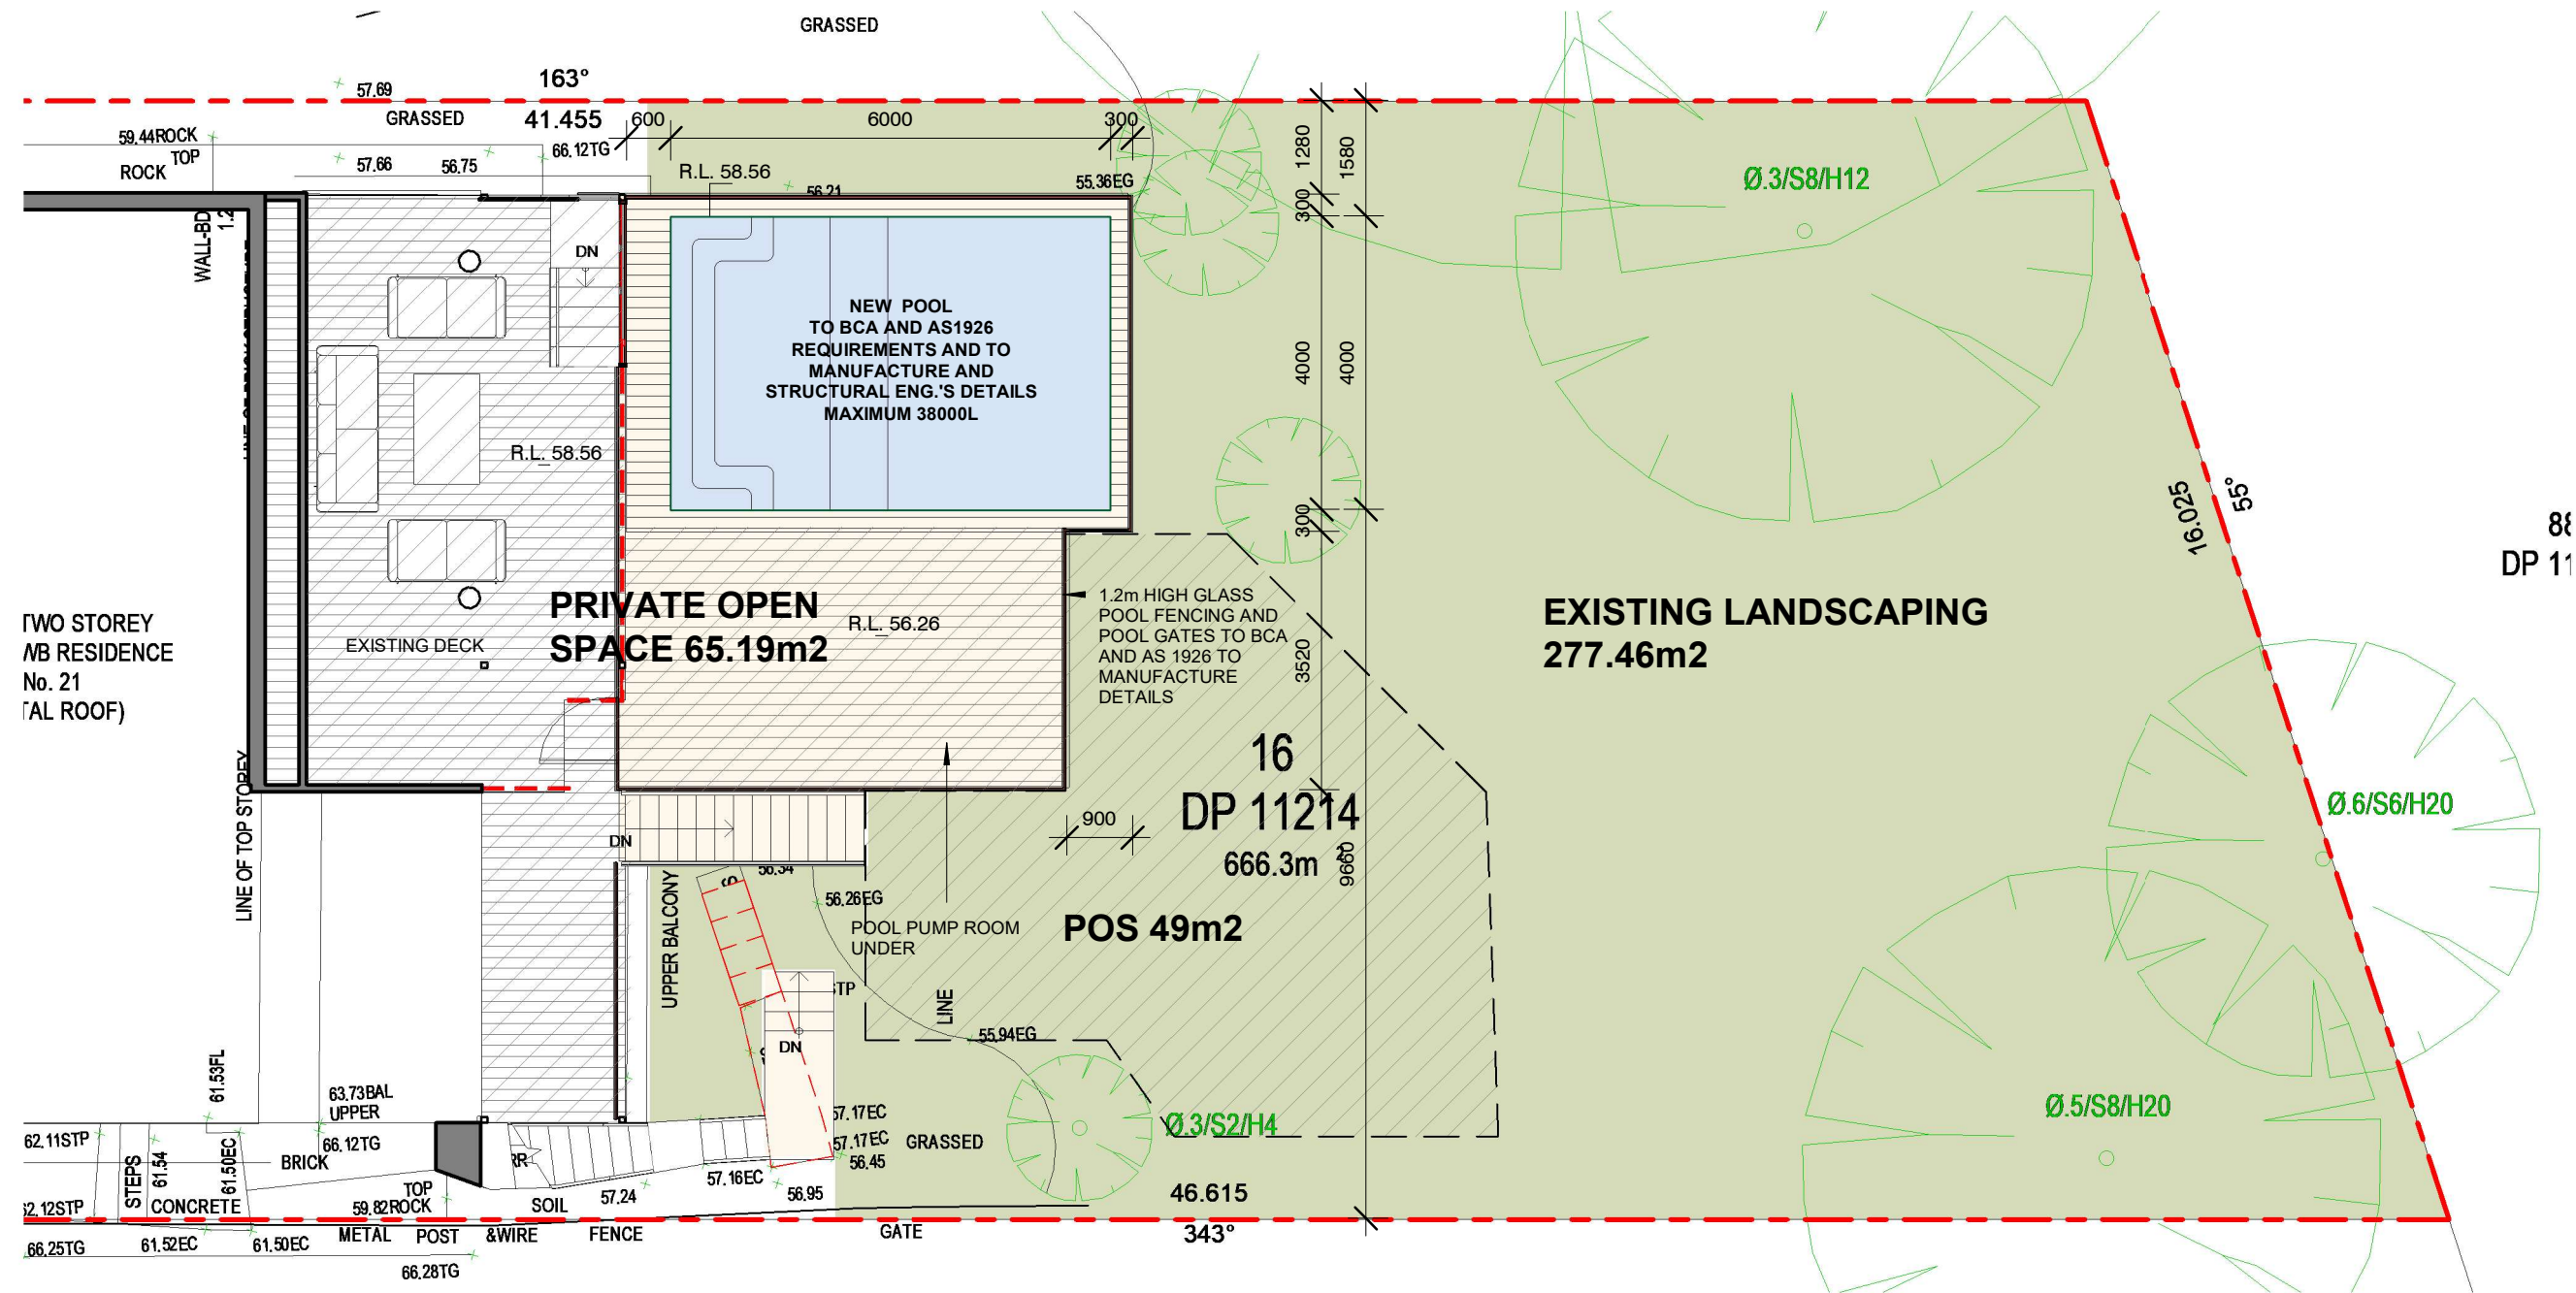 GRASSED
163°
57.69
GRASSED
41.455
600
6000
300
59.44ROCK
TOP
ROCK
57.66
56.75
66.12TG
R.L. 58.56
56.21
55.36EG
1280
1580
300
Ø.3/S8/H12
WALL-BD
DN
NEW POOL
TO BCA AND AS1926
REQUIREMENTS AND TO
MANUFACTURE AND
STRUCTURAL ENG.'S DETAILS
MAXIMUM 38000L
4000
4000
R.L. 58.56
300
16.025
55°
88
DP 11
PRIVATE OPEN
SPACE 65.19m2
R.L. 56.26
1.2m HIGH GLASS
POOL FENCING AND
POOL GATES TO BCA
AND AS 1926 TO
MANUFACTURE
DETAILS
3520
EXISTING LANDSCAPING
277.46m2
TWO STOREY
WB RESIDENCE
No. 21
TAL ROOF)
EXISTING DECK
16
DP 11214
666.3m 2
900
9660
Ø.6/S6/H20
LINE OF TOP STOREY
DN
UPPER BALCONY
56.34
56.26EG
POOL PUMP ROOM
UNDER
POS 49m2
STP
LINE
55.94EG
DN
61.53FL
63.73BAL
UPPER
66.12TG
62.11STP
STEPS
61.54
61.50EC
BRICK
57.17EC
57.17EC
56.45
GRASSED
Ø.3/S2/H4
Ø.5/S8/H20
57.16EC
56.95
57.24
SOIL
TOP
59.82ROCK
CONCRETE
62.12STP
46.615
343°
METAL POST &WIRE FENCE
GATE
66.25TG
61.52EC
61.50EC
66.28TG